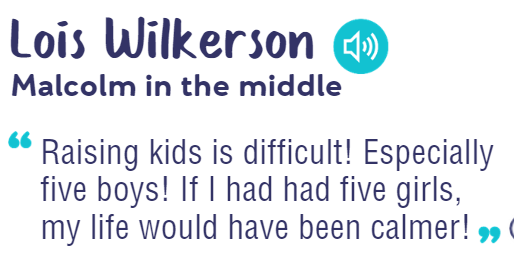 Lois Wilkerson
Malcolm in the middle
“ Raising kids is difficult! Especially
five boys! If I had had five girls,
my life would have been calmer! ”